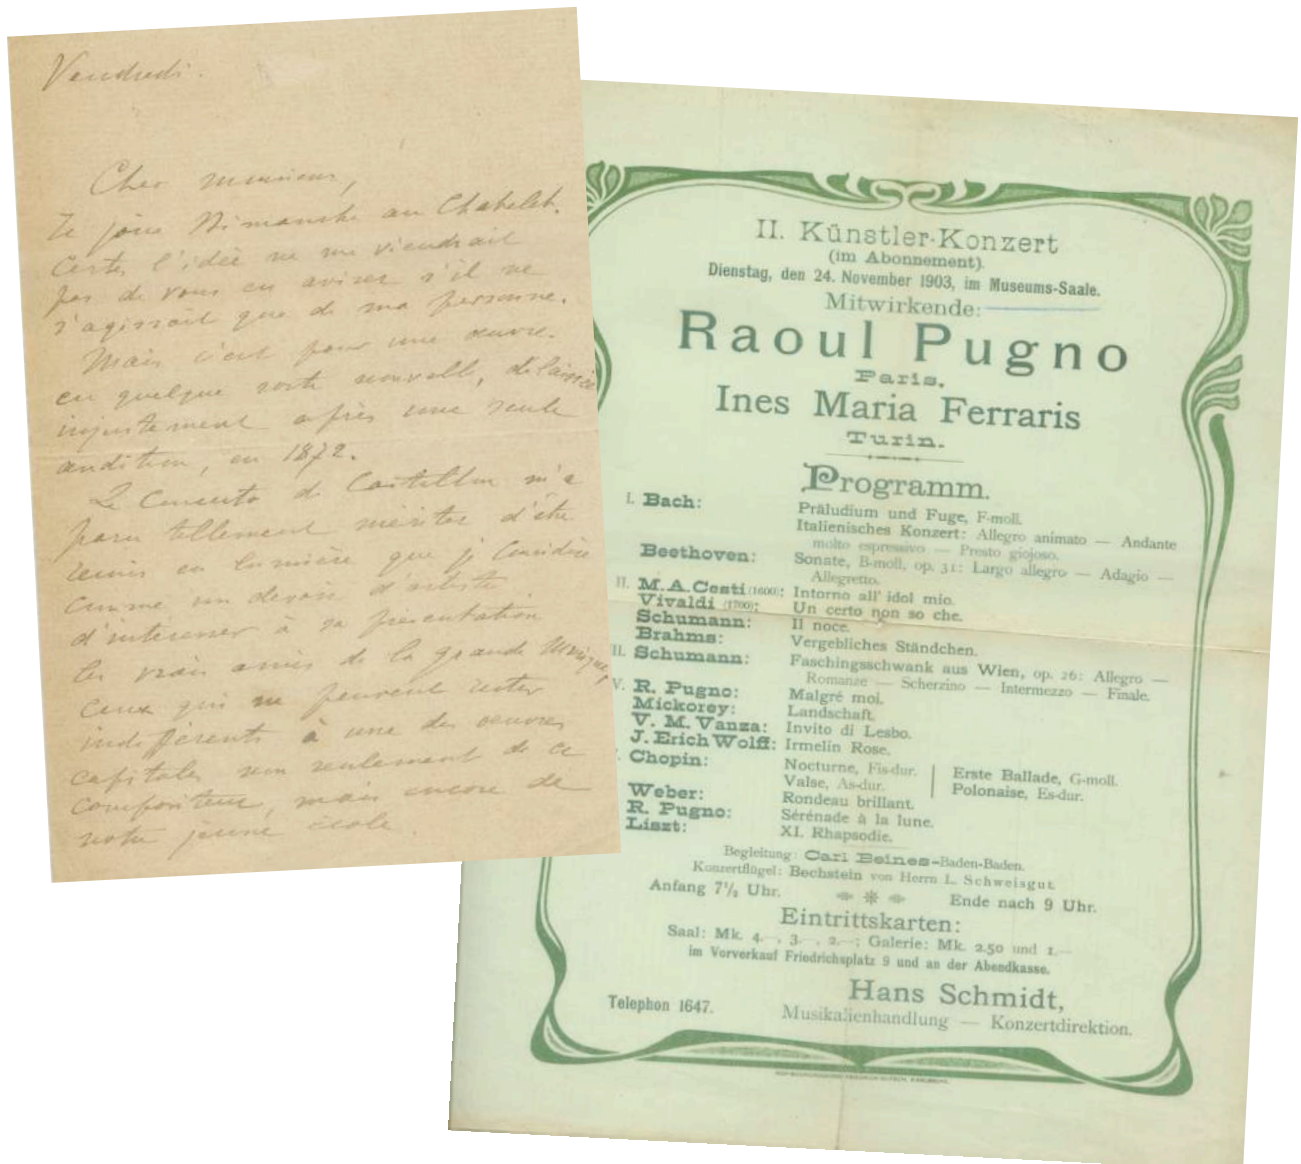 Vendredi.
Cher monsieur,
Je joue Dimanche au Chatelet.
Certes l'idée ne me viendrait
pas de vous en aviser s'il ne
s'agissait que de ma personne.
Mais c'est pour une œuvre.
en quelque sorte nouvelle, délaissée
injustement après une seule
audition, en 1872.
Le Concerto de Castillon m'a
paru tellement mériter d'être
remis en lumière que je considère
comme un devoir d'artiste
d'intéresser à sa présentation
les vrais amis de la grande Musique,
ceux qui ne peuvent rester
indifférents à une des œuvres
capitales non seulement de ce
compositeur, mais encore de
notre jeune école.
II. Künstler-Konzert
(im Abonnement).
Dienstag, den 24. November 1903, im Museums-Saale.
Mitwirkende:
Raoul Pugno
Paris.
Ines Maria Ferraris
Turin.
Programm.
I. Bach: Präludium und Fuge, F-moll.
Italienisches Konzert: Allegro animato — Andante
molto espressivo — Presto giojoso.
Beethoven: Sonate, B-moll, op. 31: Largo allegro — Adagio —
Allegretto.
II. M. A. Cesti (1600): Intorno all' idol mio.
Vivaldi (1700): Un certo non so che.
Schumann: Il noce.
Brahms: Vergebliches Ständchen.
II. Schumann: Faschingsschwank aus Wien, op. 26: Allegro —
Romanze — Scherzino — Intermezzo — Finale.
V. R. Pugno: Malgré moi.
Mickorey: Landschaft.
V. M. Vanza: Invito di Lesbo.
J. Erich Wolff: Irmelin Rose.
Chopin: Nocturne, Fis-dur. | Erste Ballade, G-moll.
Valse, As-dur. | Polonaise, Es-dur.
Weber: Rondeau brillant.
R. Pugno: Sérénade à la lune.
Liszt: XI. Rhapsodie.
Begleitung: Carl Beines-Baden-Baden.
Konzertflügel: Bechstein von Herrn L. Schweisgut.
Anfang 7½ Uhr. Ende nach 9 Uhr.
Eintrittskarten:
Saal: Mk. 4.—, 3.—, 2.—; Galerie: Mk. 2.50 und 1.—
im Vorverkauf Friedrichsplatz 9 und an der Abendkasse.
Hans Schmidt,
Telephon 1647. Musikalienhandlung — Konzertdirektion.